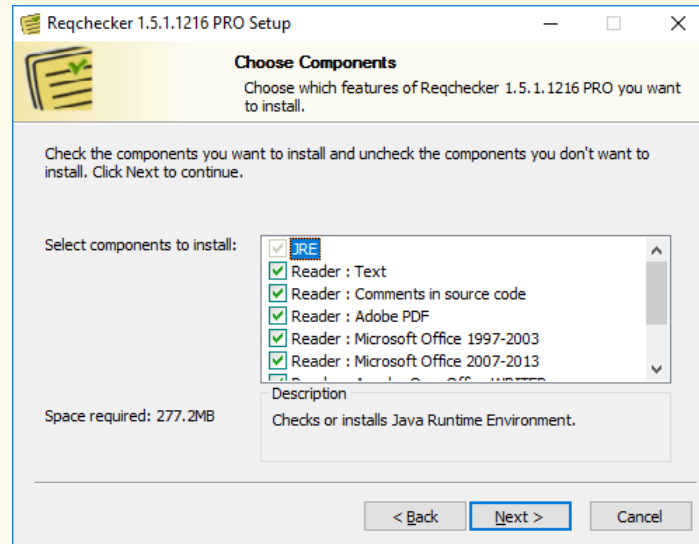 Reqchecker 1.5.1.1216 PRO Setup
Choose Components
Choose which features of Reqchecker 1.5.1.1216 PRO you want
to install.
Check the components you want to install and uncheck the components you don't want to
install. Click Next to continue.
Select components to install:
JRE
Reader : Text
Reader : Comments in source code
Reader : Adobe PDF
Reader : Microsoft Office 1997-2003
Reader : Microsoft Office 2007-2013
Description
Space required: 277.2MB
Checks or installs Java Runtime Environment.
< Back
Next >
Cancel